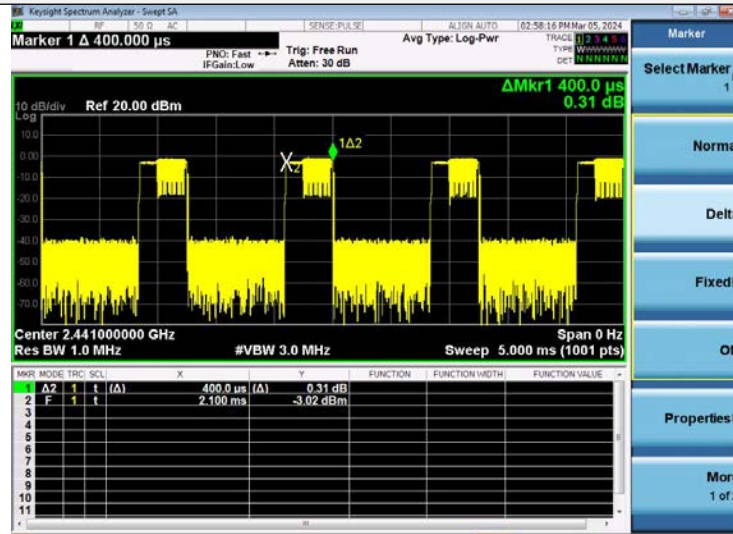 Keysight Spectrum Analyzer - Swept SA
RF 50 Ω AC SENSE:PULSE ALIGN AUTO 02:58:16 PM Mar 05, 2024
Marker 1 Δ 400.000 µs
Avg Type: Log-Pwr
TRACE 1 2 3 4 5 6
PNO: Fast Trig: Free Run
TYPE
IFGain:Low Atten: 30 dB
DET N N N N N N
ΔMkr1 400.0 µs
0.31 dB
10 dB/div Ref 20.00 dBm
Log
10.0
0.00
-10.0
-20.0
-30.0
-40.0
-50.0
-60.0
-70.0
1Δ2
X2
Center 2.441000000 GHz Span 0 Hz
Res BW 1.0 MHz #VBW 3.0 MHz Sweep 5.000 ms (1001 pts)
MKR MODE TRC SCL X Y FUNCTION FUNCTION WIDTH FUNCTION VALUE
1 Δ2 1 t (Δ) 400.0 µs (Δ) 0.31 dB
2 F 1 t 2.100 ms -3.02 dBm
3
4
5
6
7
8
9
10
11
Marker
Select Marker
1
Norma
Delta
Fixed
Of
Properties
More
1 of